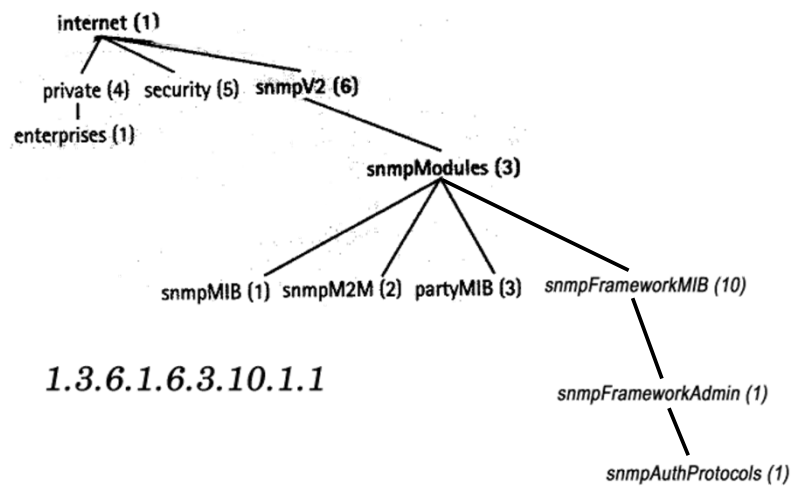 internet (1)
private (4) security (5) snmpV2 (6)
enterprises (1)
snmpModules (3)
snmpMIB (1) snmpM2M (2) partyMIB (3) snmpFrameworkMIB (10)
1.3.6.1.6.3.10.1.1
snmpFrameworkAdmin (1)
snmpAuthProtocols (1)